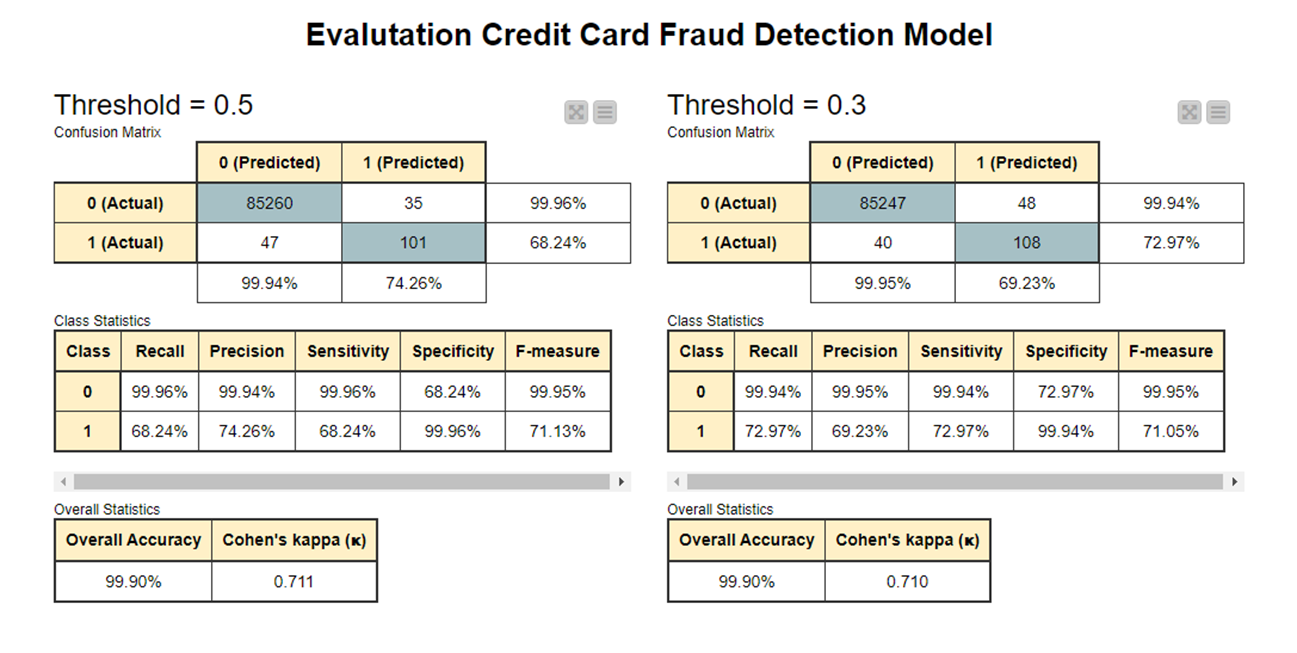 Evalutation Credit Card Fraud Detection Model
Threshold = 0.5
Confusion Matrix
0 (Predicted) 1 (Predicted)
0 (Actual) 85260 35 99.96%
1 (Actual) 47 101 68.24%
99.94% 74.26%
Class Statistics
Class Recall Precision Sensitivity Specificity F-measure
0 99.96% 99.94% 99.96% 68.24% 99.95%
1 68.24% 74.26% 68.24% 99.96% 71.13%
Overall Statistics
Overall Accuracy Cohen's kappa (κ)
99.90% 0.711
Threshold = 0.3
Confusion Matrix
0 (Predicted) 1 (Predicted)
0 (Actual) 85247 48 99.94%
1 (Actual) 40 108 72.97%
99.95% 69.23%
Class Statistics
Class Recall Precision Sensitivity Specificity F-measure
0 99.94% 99.95% 99.94% 72.97% 99.95%
1 72.97% 69.23% 72.97% 99.94% 71.05%
Overall Statistics
Overall Accuracy Cohen's kappa (κ)
99.90% 0.710